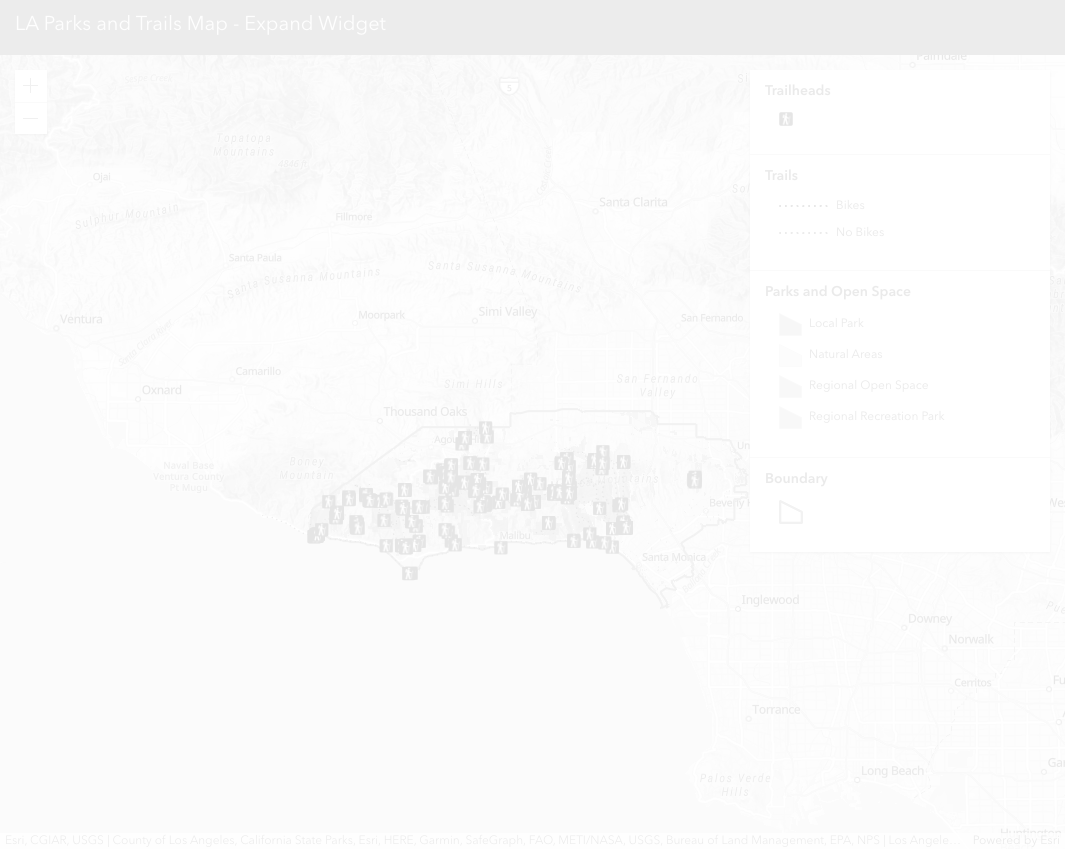 LA Parks and Trails Map - Expand Widget
Palmdale
Trailheads
5
Topatopa
Mountains
Trails
Ojai
Santa Clarita
Bikes
Sulphur Mountain
Fillmore
No Bikes
Santa Paula
Santa Susanna Mountains
Santa Susanna Mountains
Parks and Open Space
Ventura
Moorpark
Simi Valley
San Fernando
Local Park
Natural Areas
Camarillo
Simi Hills
San Fernando
Valley
Regional Open Space
Oxnard
Thousand Oaks
Regional Recreation Park
Boney
Mountain
Naval Base
Ventura County
Pt Mugu
Boundary
Malibu
Santa Monica
Inglewood
Downey
Norwalk
Cerritos
Torrance
Long Beach
Palos Verde
Hills
Huntington
Esri, CGIAR, USGS | County of Los Angeles, California State Parks, Esri, HERE, Garmin, SafeGraph, FAO, METI/NASA, USGS, Bureau of Land Management, EPA, NPS | Los Angele...
Powered by Esri